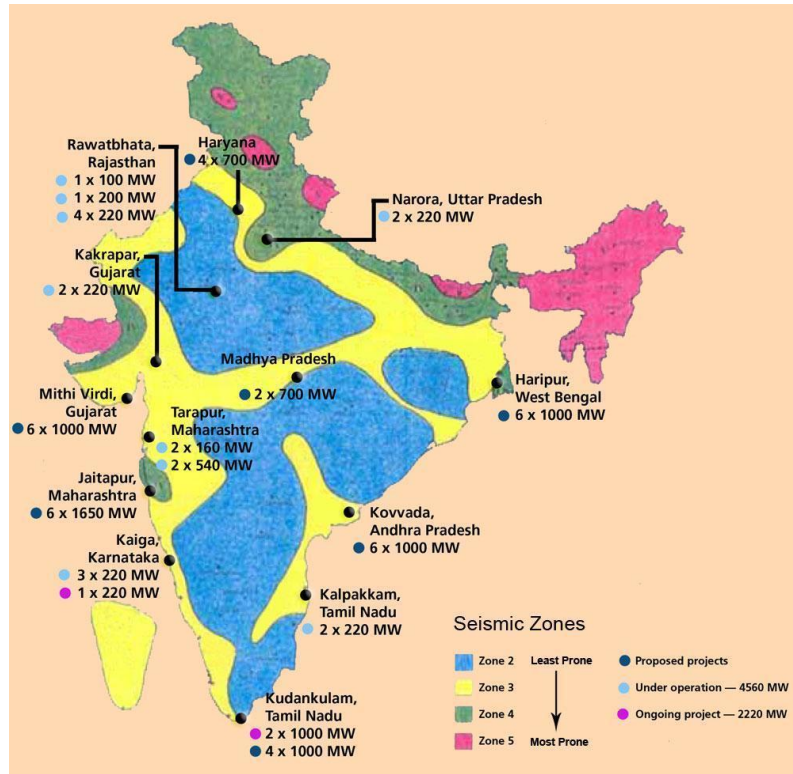 Rawatbhata,
Rajasthan
1 x 100 MW
1 x 200 MW
4 x 220 MW
Haryana
4 x 700 MW
Narora, Uttar Pradesh
2 x 220 MW
Kakrapar,
Gujarat
2 x 220 MW
Madhya Pradesh
2 x 700 MW
Mithi Virdi,
Gujarat
6 x 1000 MW
Tarapur,
Maharashtra
2 x 160 MW
2 x 540 MW
Haripur,
West Bengal
6 x 1000 MW
Jaitapur,
Maharashtra
6 x 1650 MW
Kovvada,
Andhra Pradesh
6 x 1000 MW
Kaiga,
Karnataka
3 x 220 MW
1 x 220 MW
Kalpakkam,
Tamil Nadu
2 x 220 MW
Kudankulam,
Tamil Nadu
2 x 1000 MW
4 x 1000 MW
Seismic Zones
Zone 2 Least Prone
Zone 3
Zone 4
Zone 5 Most Prone
Proposed projects
Under operation — 4560 MW
Ongoing project — 2220 MW